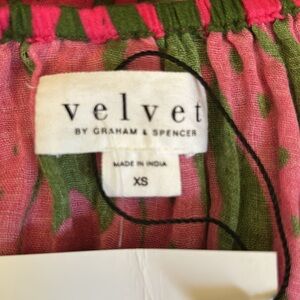 velvet
BY GRAHAM & SPENCER
MADE IN INDIA
XS